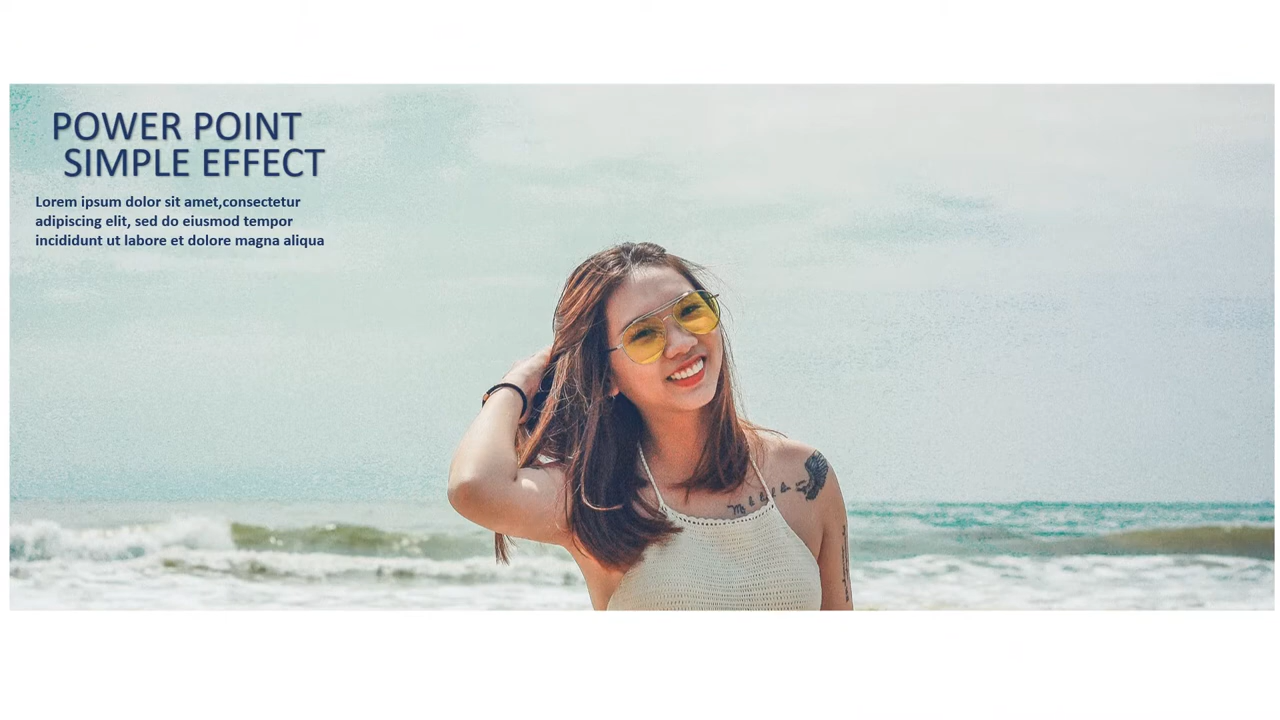 POWER POINT
SIMPLE EFFECT
Lorem ipsum dolor sit amet,consectetur
adipiscing elit, sed do eiusmod tempor
incididunt ut labore et dolore magna aliqua